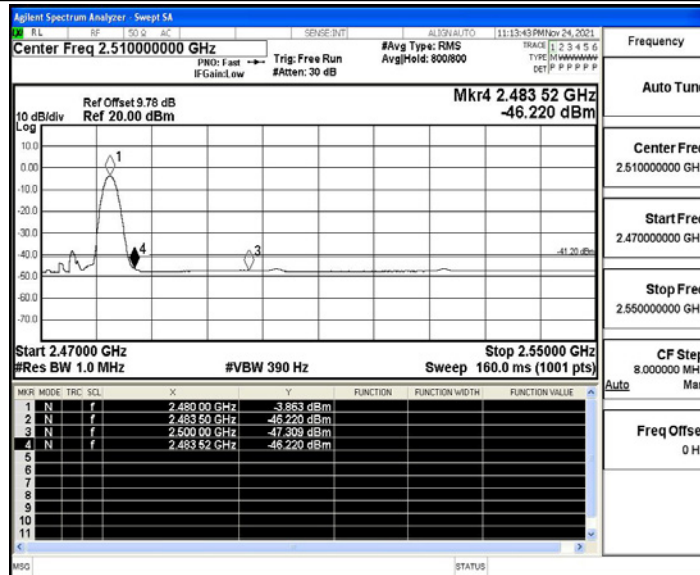 Agilent Spectrum Analyzer - Swept SA
RL RF 50 Ω AC SENSE:INT ALIGN AUTO 11:13:43 PM Nov 24, 2021
Center Freq 2.510000000 GHz
PNO: Fast
IFGain:Low
Trig: Free Run
#Atten: 30 dB
#Avg Type: RMS
Avg|Hold: 800/800
TRACE 1 2 3 4 5 6
TYPE M
DET P P P P P P
Ref Offset 9.78 dB
Ref 20.00 dBm
10 dB/div
Log
Mkr4 2.483 52 GHz
-46.220 dBm
10.0
0.00
-10.0
-20.0
-30.0
-40.0
-50.0
-60.0
-70.0
1
4
3
-41.20 dBm
Start 2.47000 GHz
Stop 2.55000 GHz
#Res BW 1.0 MHz
#VBW 390 Hz
Sweep 160.0 ms (1001 pts)
MKR MODE TRC SCL X Y FUNCTION FUNCTION WIDTH FUNCTION VALUE
1 N f 2.480 00 GHz -3.863 dBm
2 N f 2.483 50 GHz -46.220 dBm
3 N f 2.500 00 GHz -47.309 dBm
4 N f 2.483 52 GHz -46.220 dBm
5
6
7
8
9
10
11
MSG
STATUS
Frequency
Auto Tun
Center Fre
2.510000000 GH
Start Fre
2.470000000 GH
Stop Fre
2.550000000 GH
CF Step
8.000000 MH
Auto Ma
Freq Offse
0 H